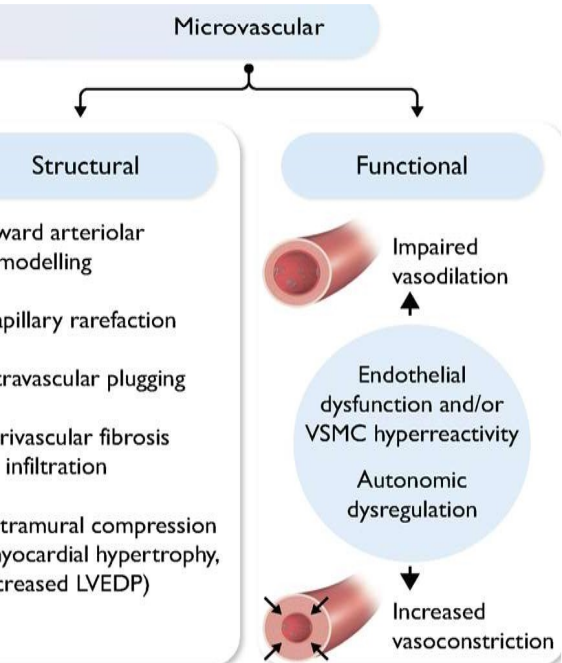 Microvascular
Structural
ward arteriolar
modelling
apillary rarefaction
travascular plugging
rivascular fibrosis
infiltration
tramural compression
yocardial hypertrophy,
creased LVEDP)
Functional
Impaired
vasodilation
Endothelial
dysfunction and/or
VSMC hyperreactivity
Autonomic
dysregulation
Increased
vasoconstriction